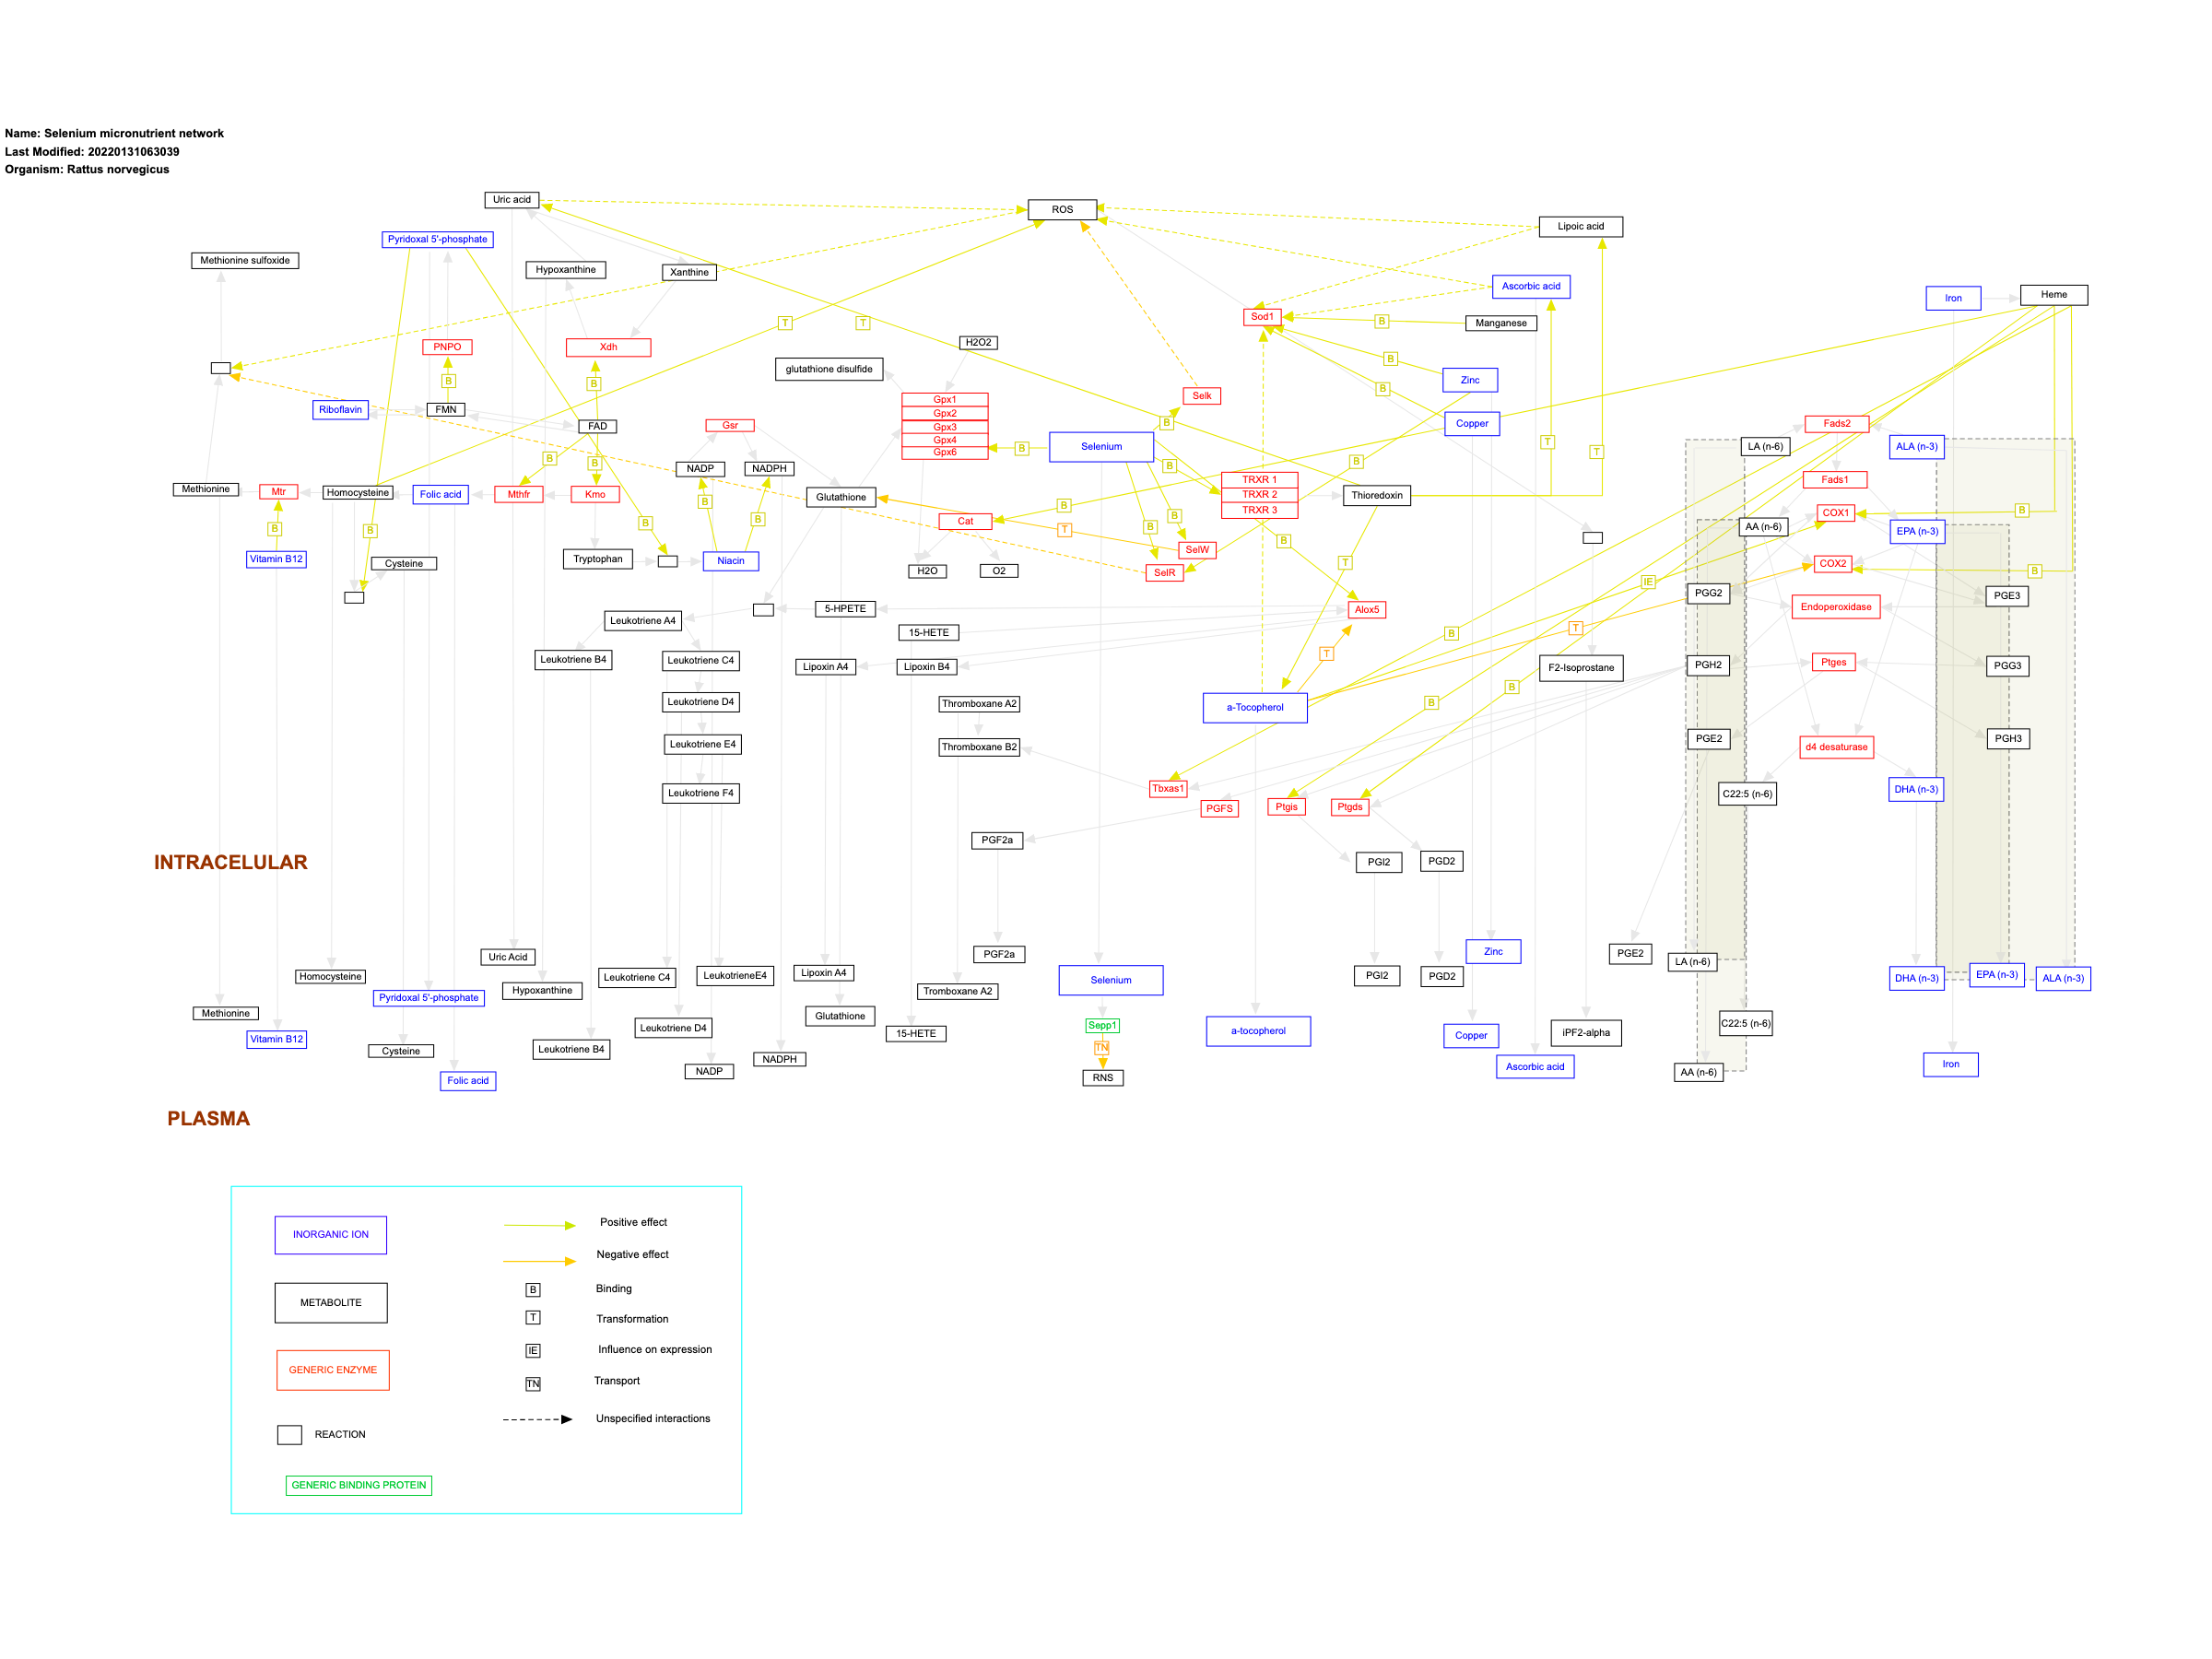 Name: Selenium micronutrient network
Last Modified: 20220131063039
Organism: Rattus norvegicus
Uric acid
ROS
Lipoic acid
Pyridoxal 5'-phosphate
Methionine sulfoxide
Hypoxanthine
Xanthine
Ascorbic acid
Iron
Heme
Sod1
B
Manganese
T
T
PNPO
Xdh
H2O2
glutathione disulfide
B
B
B
Zinc
B
Selk
Riboflavin
FMN
Gpx1
Gpx2
Gpx3
Gpx4
Gpx6
FAD
Gsr
B
Selenium
B
Copper
Fads2
LA (n-6)
ALA (n-3)
T
T
B
B
NADP
NADPH
B
B
TRXR 1
TRXR 2
TRXR 3
Fads1
Methionine
Mtr
Homocysteine
Folic acid
Mthfr
Kmo
Glutathione
Thioredoxin
B
B
B
B
B
COX1
B
B
B
B
Cat
T
B
AA (n-6)
EPA (n-3)
B
Vitamin B12
Cysteine
Tryptophan
Niacin
H2O
O2
SelW
SelR
T
COX2
B
IE
PGG2
PGE3
5-HPETE
Alox5
Endoperoxidase
Leukotriene A4
15-HETE
T
B
T
Leukotriene B4
Leukotriene C4
Lipoxin A4
Lipoxin B4
F2-Isoprostane
PGH2
Ptges
PGG3
B
Leukotriene D4
Thromboxane A2
a-Tocopherol
B
Leukotriene E4
Thromboxane B2
PGE2
d4 desaturase
PGH3
Leukotriene F4
Tbxas1
PGFS
Ptgis
Ptgds
C22:5 (n-6)
DHA (n-3)
PGF2a
PGI2
PGD2
INTRACELULAR
Uric Acid
PGF2a
Zinc
PGE2
LA (n-6)
Homocysteine
Hypoxanthine
Leukotriene C4
LeukotrieneE4
Lipoxin A4
Tromboxane A2
Selenium
PGI2
PGD2
DHA (n-3)
EPA (n-3)
ALA (n-3)
Pyridoxal 5'-phosphate
Methionine
Glutathione
Vitamin B12
Cysteine
Leukotriene B4
Leukotriene D4
15-HETE
Sepp1
a-tocopherol
Copper
iPF2-alpha
C22:5 (n-6)
TN
NADPH
NADP
Folic acid
RNS
Ascorbic acid
AA (n-6)
Iron
PLASMA
INORGANIC ION
Positive effect
Negative effect
B
Binding
METABOLITE
T
Transformation
IE
Influence on expression
GENERIC ENZYME
TN
Transport
REACTION
Unspecified interactions
GENERIC BINDING PROTEIN